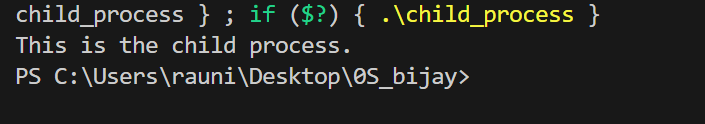 child_process } ; if ($?) { .\child_process }
This is the child process.
PS C:\Users\rauni\Desktop\0S_bijay>